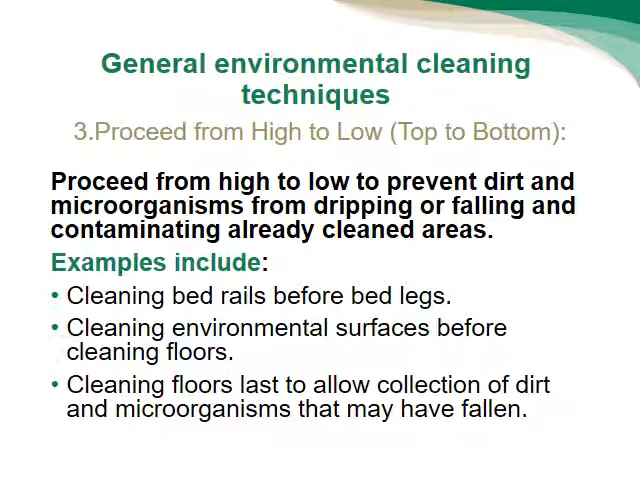 General environmental cleaning
techniques
3.Proceed from High to Low (Top to Bottom):
Proceed from high to low to prevent dirt and
microorganisms from dripping or falling and
contaminating already cleaned areas.
Examples include:
• Cleaning bed rails before bed legs.
• Cleaning environmental surfaces before
cleaning floors.
• Cleaning floors last to allow collection of dirt
and microorganisms that may have fallen.